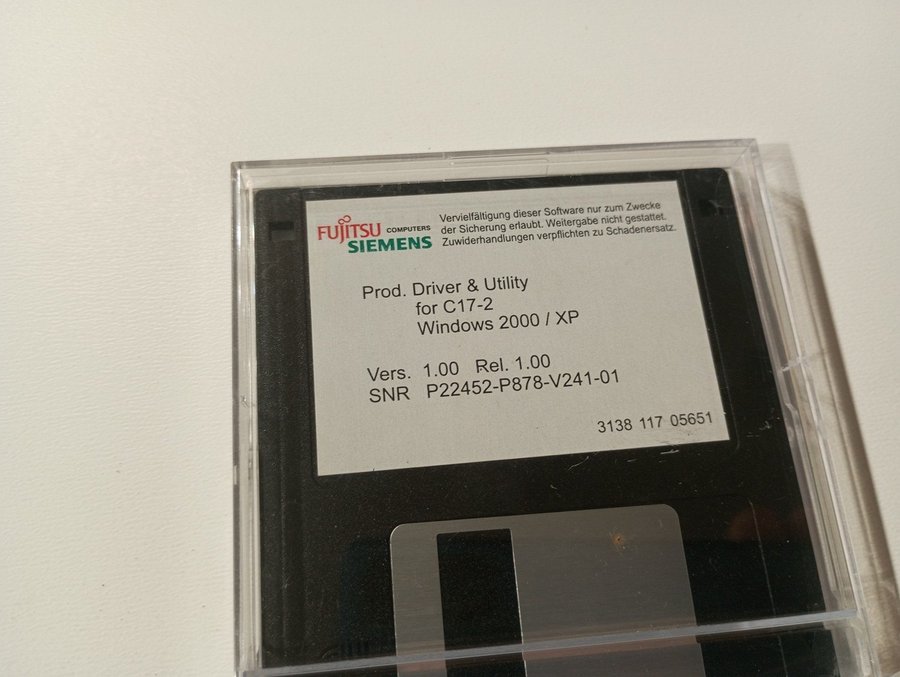 FUJITSU COMPUTERS
SIEMENS
Vervielfältigung dieser Software nur zum Zwecke
der Sicherung erlaubt. Weitergabe nicht gestattet.
Zuwiderhandlungen verpflichten zu Schadenersatz.
Prod. Driver & Utility
for C17-2
Windows 2000 / XP
Vers. 1.00 Rel. 1.00
SNR P22452-P878-V241-01
3138 117 05651